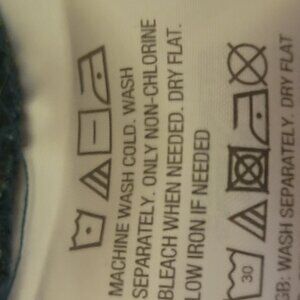 MACHINE WASH COLD. WASH
SEPARATELY. ONLY NON-CHLORINE
BLEACH WHEN NEEDED. DRY FLAT.
LOW IRON IF NEEDED
30
GB: WASH SEPARATELY. DRY FLAT